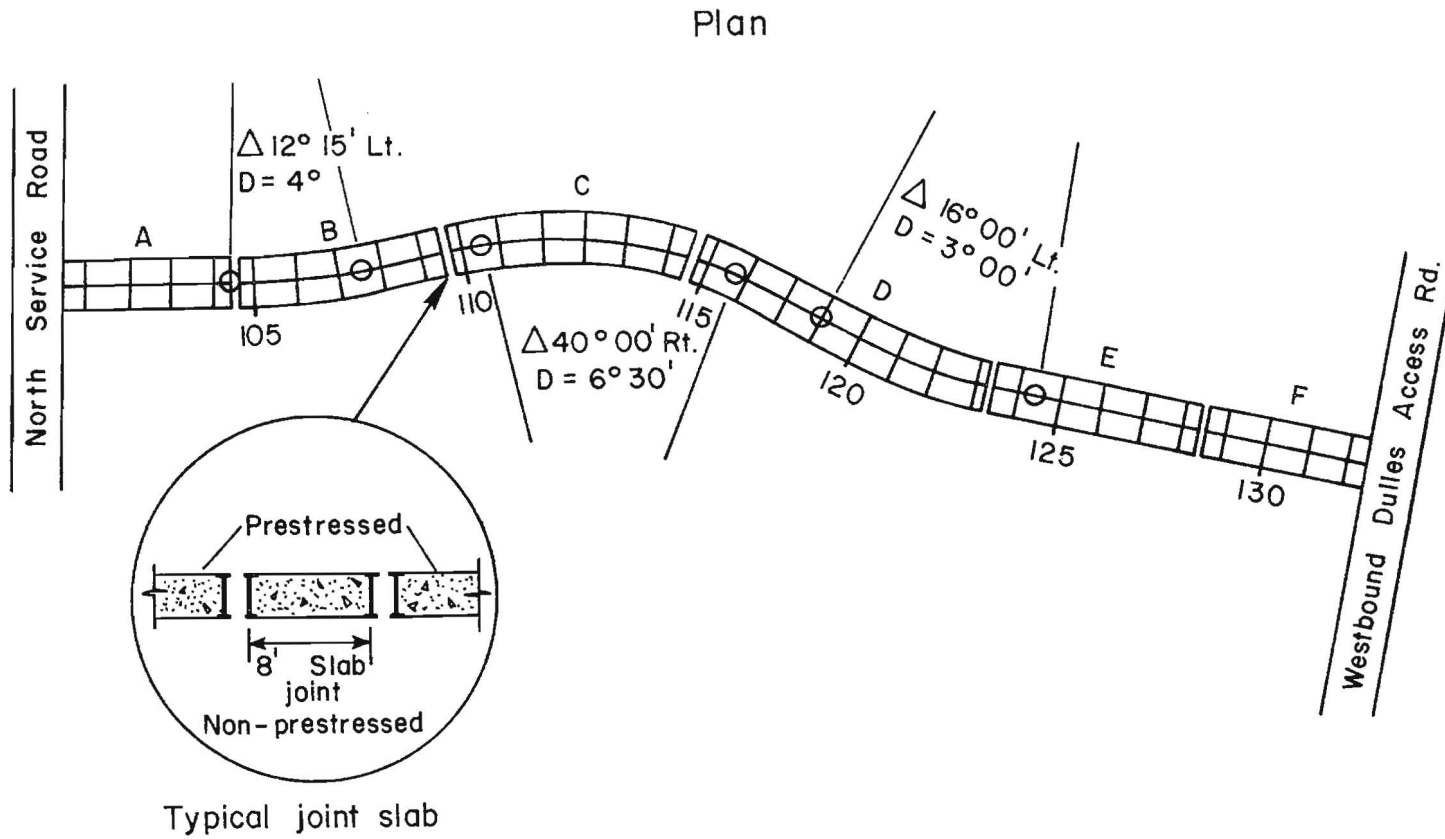 Plan
North Service Road
A
△ 12° 15' Lt.
D = 4°
B
C
105
110
△ 40° 00' Rt.
D = 6° 30'
115
D
△ 16° 00' Lt.
D = 3° 00'
120
E
125
F
130
Westbound Dulles Access Rd.
Prestressed
8' Slab
joint
Non-prestressed
Typical joint slab